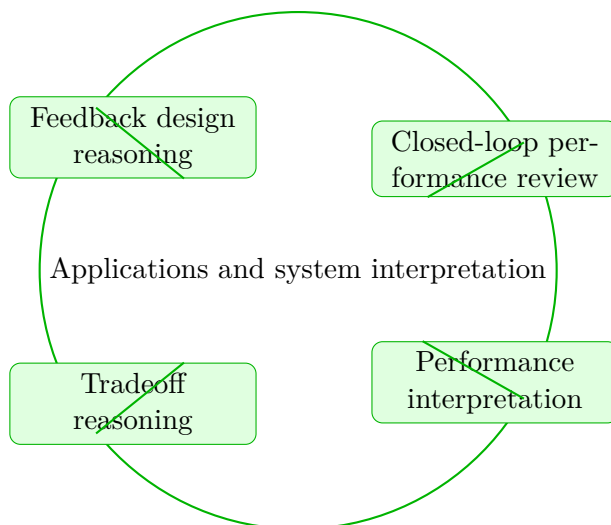 Feedback design
reasoning
Closed-loop per-
formance review
Applications and system interpretation
Tradeoff
reasoning
Performance
interpretation